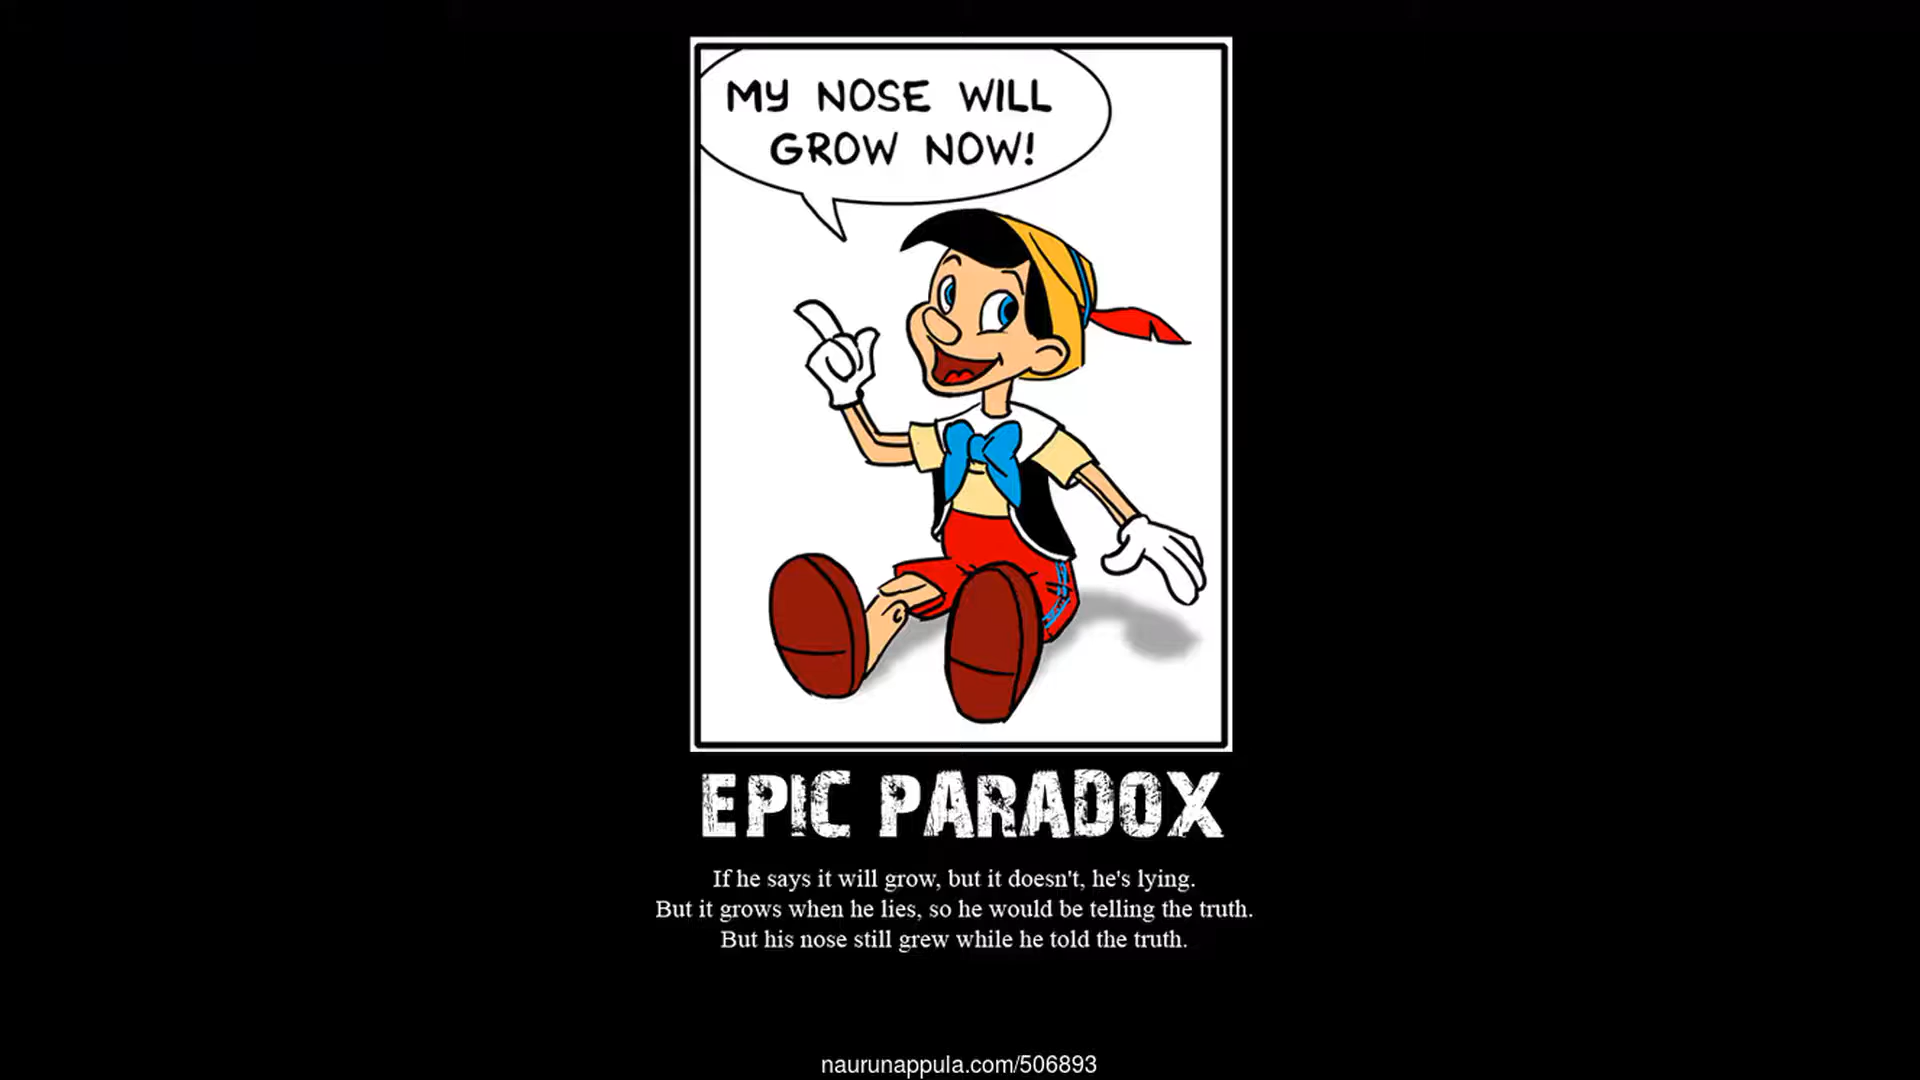 MY NOSE WILL
GROW NOW!
EPIC PARADOX
If he says it will grow, but it doesn't, he's lying.
But it grows when he lies, so he would be telling the truth.
But his nose still grew while he told the truth.
naurunappula.com/506893